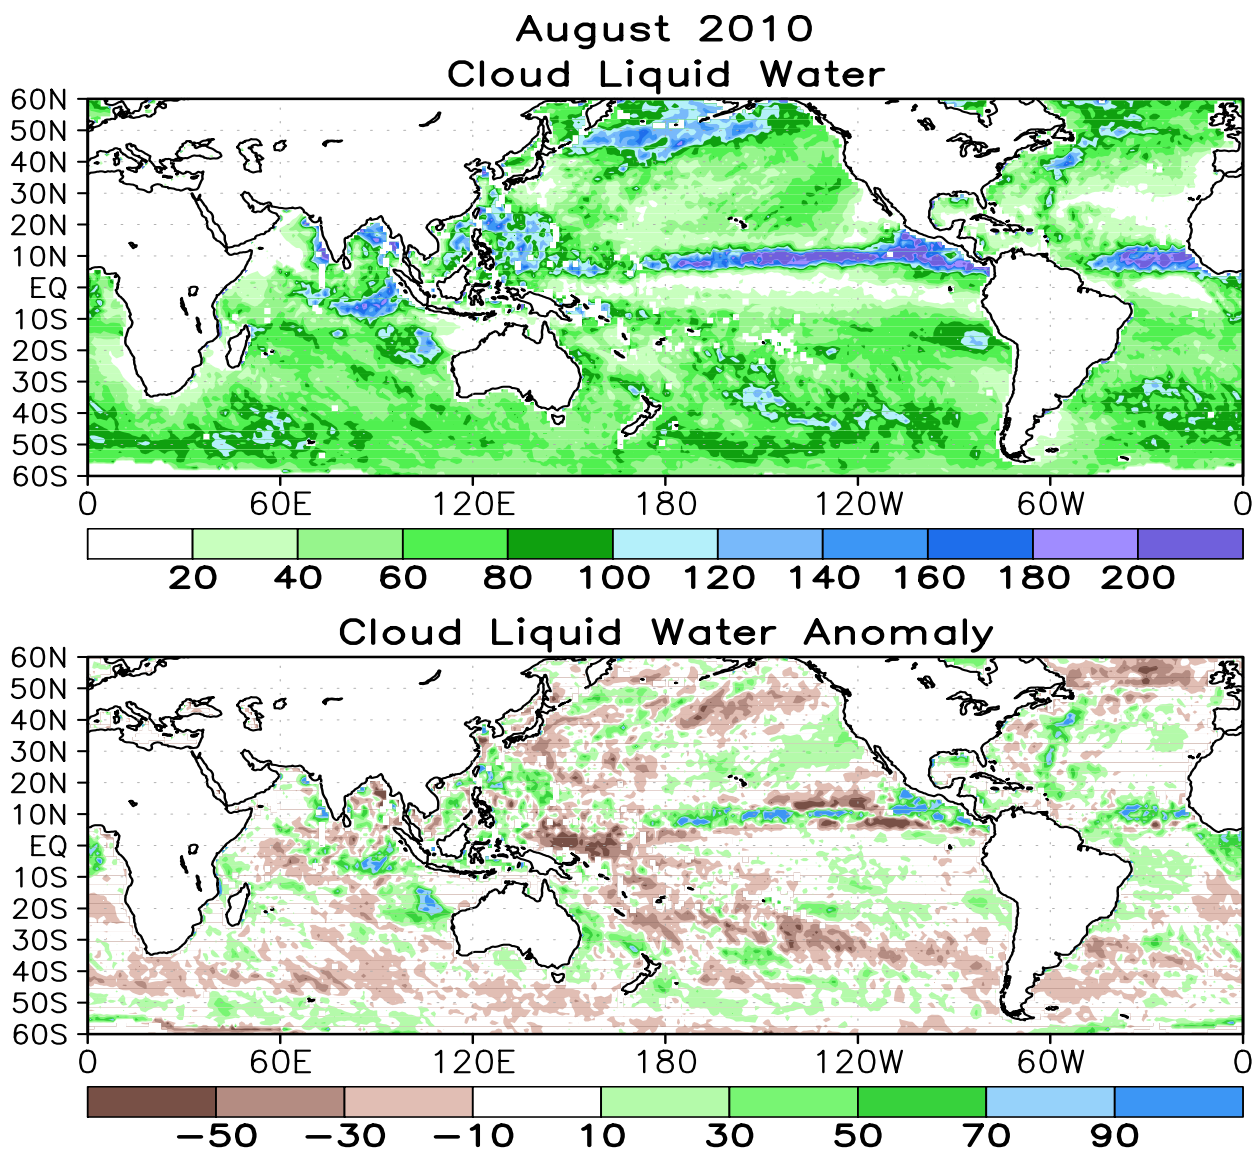 August 2010
Cloud Liquid Water
60N
50N
40N
30N
20N
10N
EQ
10S
20S
30S
40S
50S
60S
0 60E 120E 180 120W 60W 0
20 40 60 80 100 120 140 160 180 200
Cloud Liquid Water Anomaly
60N
50N
40N
30N
20N
10N
EQ
10S
20S
30S
40S
50S
60S
0 60E 120E 180 120W 60W 0
−50 −30 −10 10 30 50 70 90